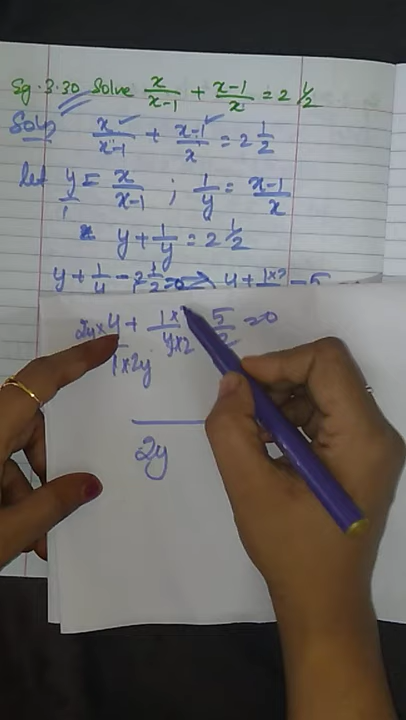 Eg.3.30 Solve x/(x-1) + (x-1)/x = 2 1/2
Soln x/(x-1) + (x-1)/x = 2 1/2
let y/1 = x/(x-1) ; 1/y = (x-1)/x
y + 1/y = 2 1/2
y + 1/y - 2 1/2 = 0 ⇒ y + 1×2 - 5
2y×y/1×2y + 1×/y×2 5/2 = 0
2y